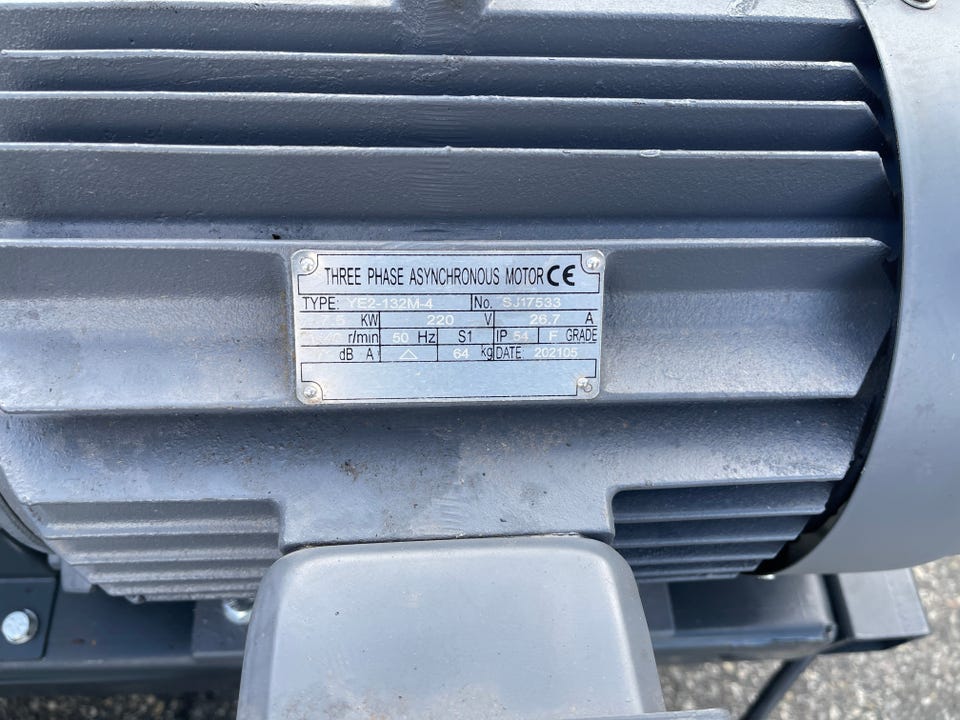 THREE PHASE ASYNCHRONOUS MOTOR CE
TYPE: YE2-132M-4 No. SJ17533
KW 220 V 26.7 A
r/min 50 Hz S1 IP 54 F GRADE
dB A) △ 64 kg DATE: 202105